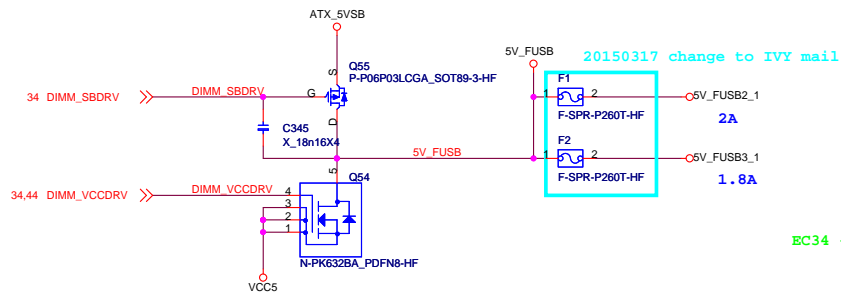 ATX_5VSB
5V_FUSB
20150317 change to IVY mail
Q55
P-P06P03LCGA_SOT89-3-HF
S
G
D
34 DIMM_SBDRV
DIMM_SBDRV
C345
X_18n16X4
F1
1
2
F-SPR-P260T-HF
5V_FUSB2_1
2A
5V_FUSB
F2
1
2
F-SPR-P260T-HF
5V_FUSB3_1
1.8A
5
Q54
34,44 DIMM_VCCDRV
DIMM_VCCDRV
4
3
2
1
N-PK632BA_PDFN8-HF
VCC5
EC34